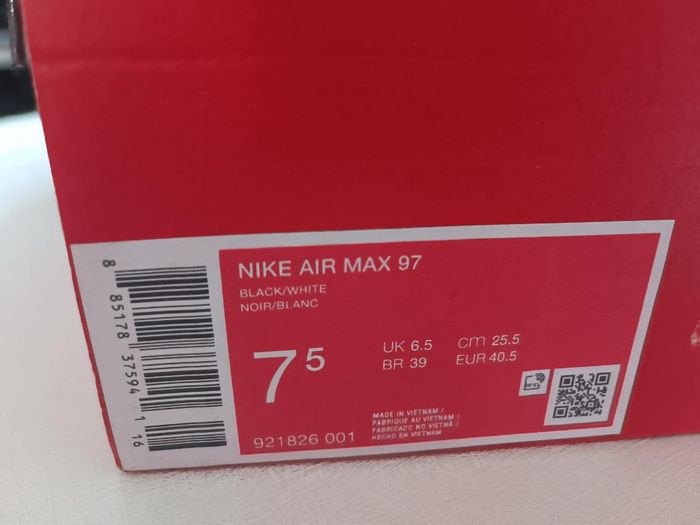 NIKE AIR MAX 97
BLACK/WHITE
NOIR/BLANC
7⁵
UK 6.5 cm 25.5
BR 39 EUR 40.5
921826 001
MADE IN VIETNAM /
FABRIQUE AU VIETNAM /
FABRICADO NO VIETNÃ /
HECHO EN VIETNAM
8 85178 37594 1 16